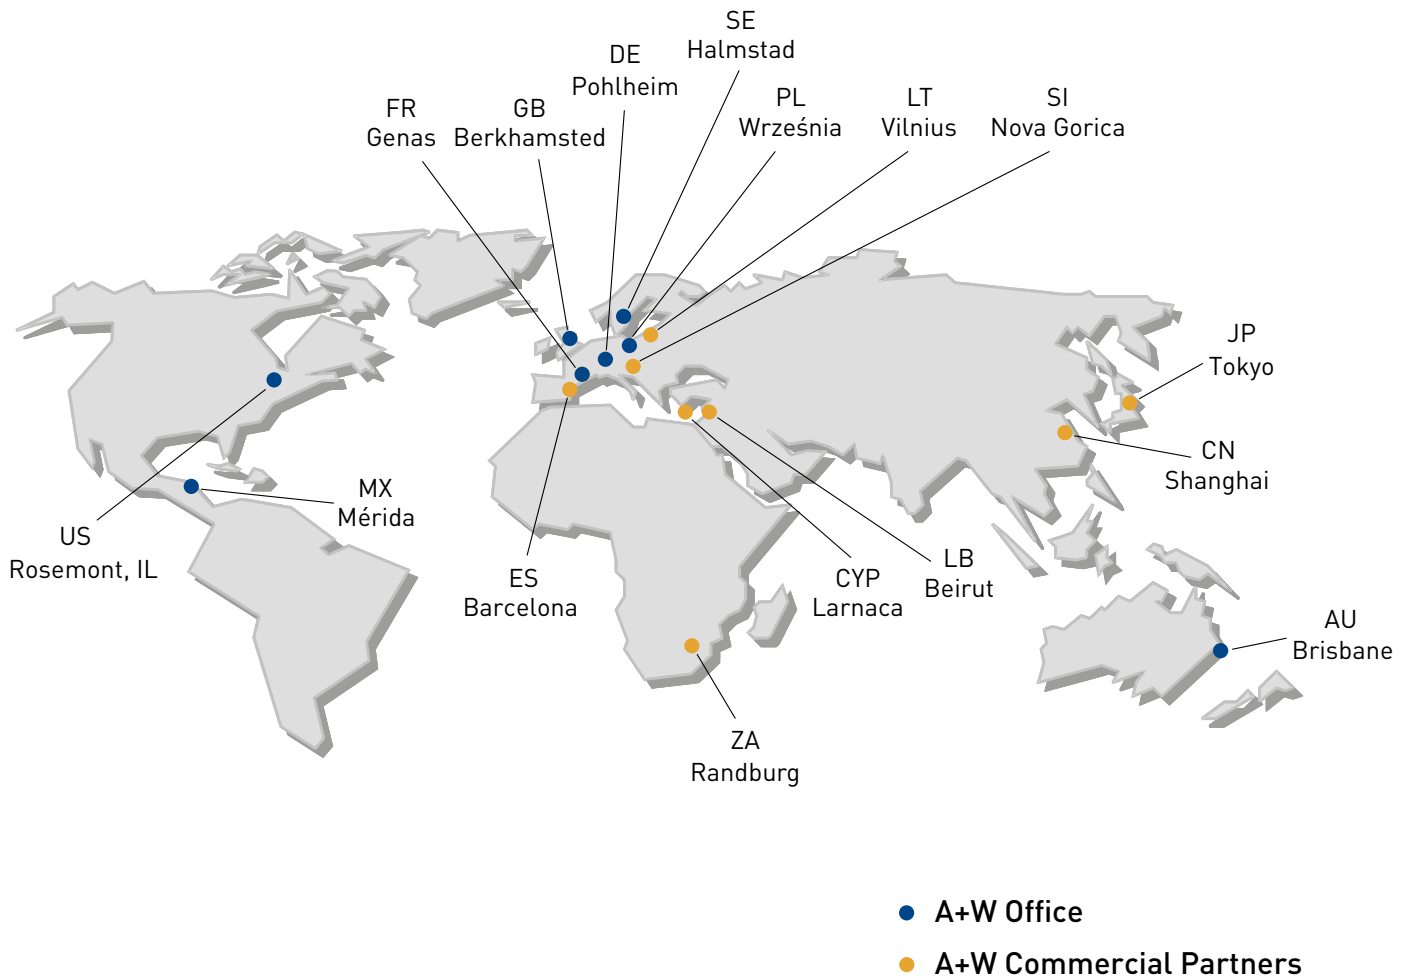 SE
Halmstad
DE
Pohlheim
FR
Genas
GB
Berkhamsted
PL
Września
LT
Vilnius
SI
Nova Gorica
JP
Tokyo
CN
Shanghai
MX
Mérida
US
Rosemont, IL
ES
Barcelona
CYP
Larnaca
LB
Beirut
AU
Brisbane
ZA
Randburg
A+W Office
A+W Commercial Partners